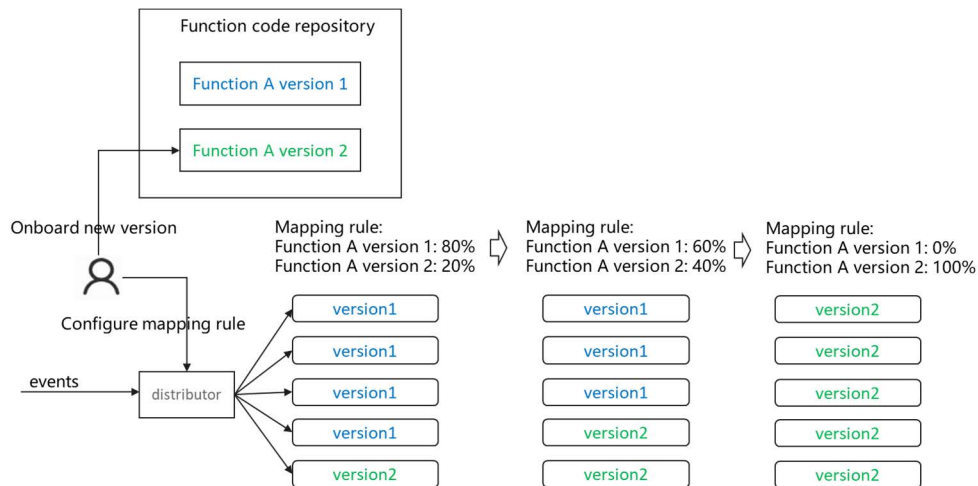 Function code repository
Function A version 1
Function A version 2
Onboard new version
Configure mapping rule
events
distributor
Mapping rule:
Function A version 1: 80%
Function A version 2: 20%
version1
version1
version1
version1
version2
Mapping rule:
Function A version 1: 60%
Function A version 2: 40%
version1
version1
version1
version2
version2
Mapping rule:
Function A version 1: 0%
Function A version 2: 100%
version2
version2
version2
version2
version2